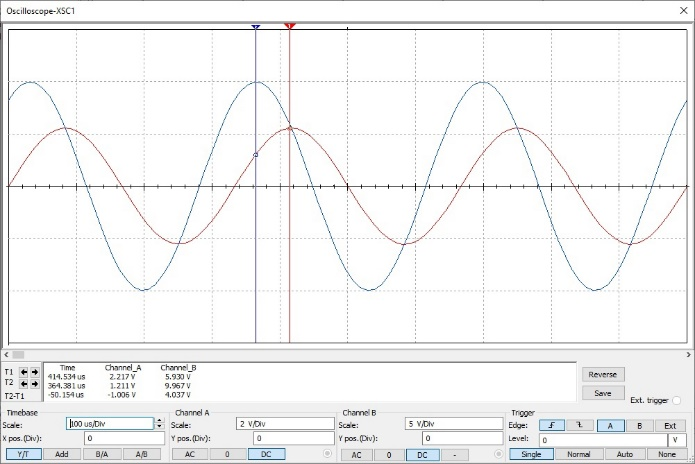 Oscilloscope-XSC1
Time Channel_A Channel_B
T1 414.534 us 2.217 V 5.930 V
T2 364.381 us 1.211 V 9.967 V
T2-T1 -50.154 us -1.006 V 4.037 V
Reverse
Save
Ext. trigger
Timebase Channel A Channel B Trigger
Scale: 100 us/Div Scale: 2 V/Div Scale: 5 V/Div Edge: A B Ext
X pos.(Div): 0 Y pos.(Div): 0 Y pos.(Div): 0 Level: 0 V
Y/T Add B/A A/B AC 0 DC AC 0 DC - Single Normal Auto None